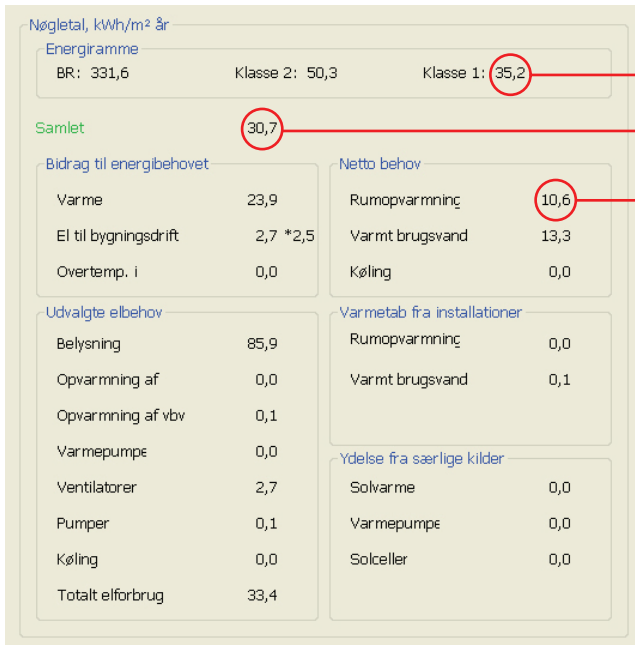 Nøgletal, kWh/m² år
Energiramme
BR: 331,6 Klasse 2: 50,3 Klasse 1: 35,2
Samlet 30,7
Bidrag til energibehovet
Varme 23,9
El til bygningsdrift 2,7 *2,5
Overtemp. i 0,0
Netto behov
Rumopvarmning 10,6
Varmt brugsvand 13,3
Køling 0,0
Udvalgte elbehov
Belysning 85,9
Opvarmning af 0,0
Opvarmning af vbv 0,1
Varmepumpe 0,0
Ventilatorer 2,7
Pumper 0,1
Køling 0,0
Totalt elforbrug 33,4
Varmetab fra installationer
Rumopvarmning 0,0
Varmt brugsvand 0,1
Ydelse fra særlige kilder
Solvarme 0,0
Varmepumpe 0,0
Solceller 0,0